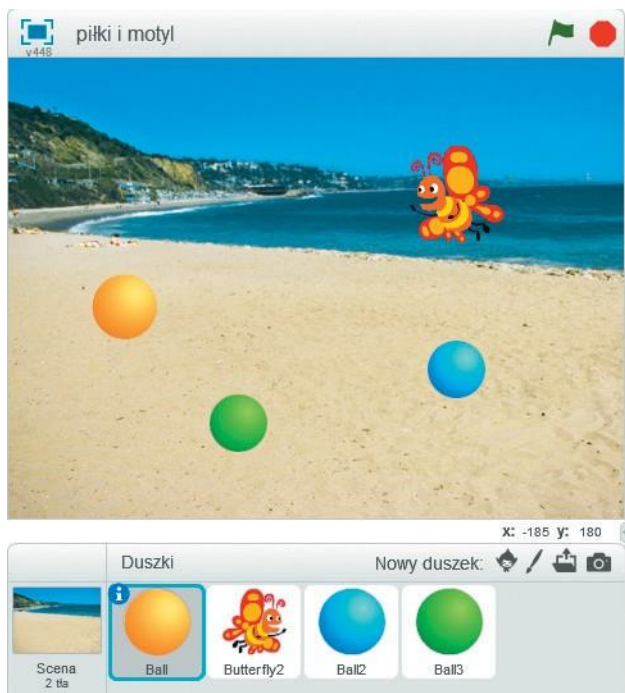 piłki i motyl
v448
X: -185 y: 180
Duszki
Nowy duszek:
Scena
2 tła
Ball
Butterfly2
Ball2
Ball3